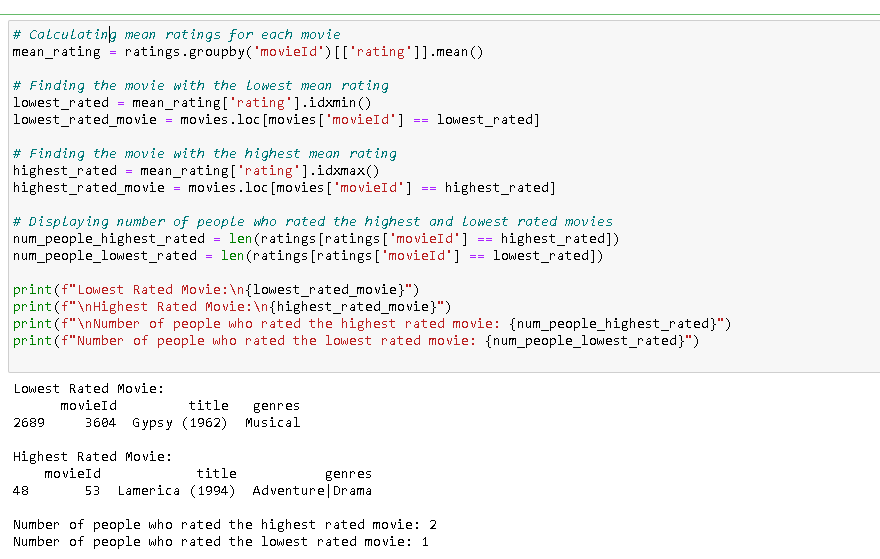 # Calculating mean ratings for each movie
mean_rating = ratings.groupby('movieId')[['rating']].mean()
# Finding the movie with the lowest mean rating
lowest_rated = mean_rating['rating'].idxmin()
lowest_rated_movie = movies.loc[movies['movieId'] == lowest_rated]
# Finding the movie with the highest mean rating
highest_rated = mean_rating['rating'].idxmax()
highest_rated_movie = movies.loc[movies['movieId'] == highest_rated]
# Displaying number of people who rated the highest and lowest rated movies
num_people_highest_rated = len(ratings[ratings['movieId'] == highest_rated])
num_people_lowest_rated = len(ratings[ratings['movieId'] == lowest_rated])
print(f"Lowest Rated Movie:\n{lowest_rated_movie}")
print(f"\nHighest Rated Movie:\n{highest_rated_movie}")
print(f"\nNumber of people who rated the highest rated movie: {num_people_highest_rated}")
print(f"Number of people who rated the lowest rated movie: {num_people_lowest_rated}")
Lowest Rated Movie:
movieId title genres
2689 3604 Gypsy (1962) Musical
Highest Rated Movie:
movieId title genres
48 53 Lamerica (1994) Adventure|Drama
Number of people who rated the highest rated movie: 2
Number of people who rated the lowest rated movie: 1